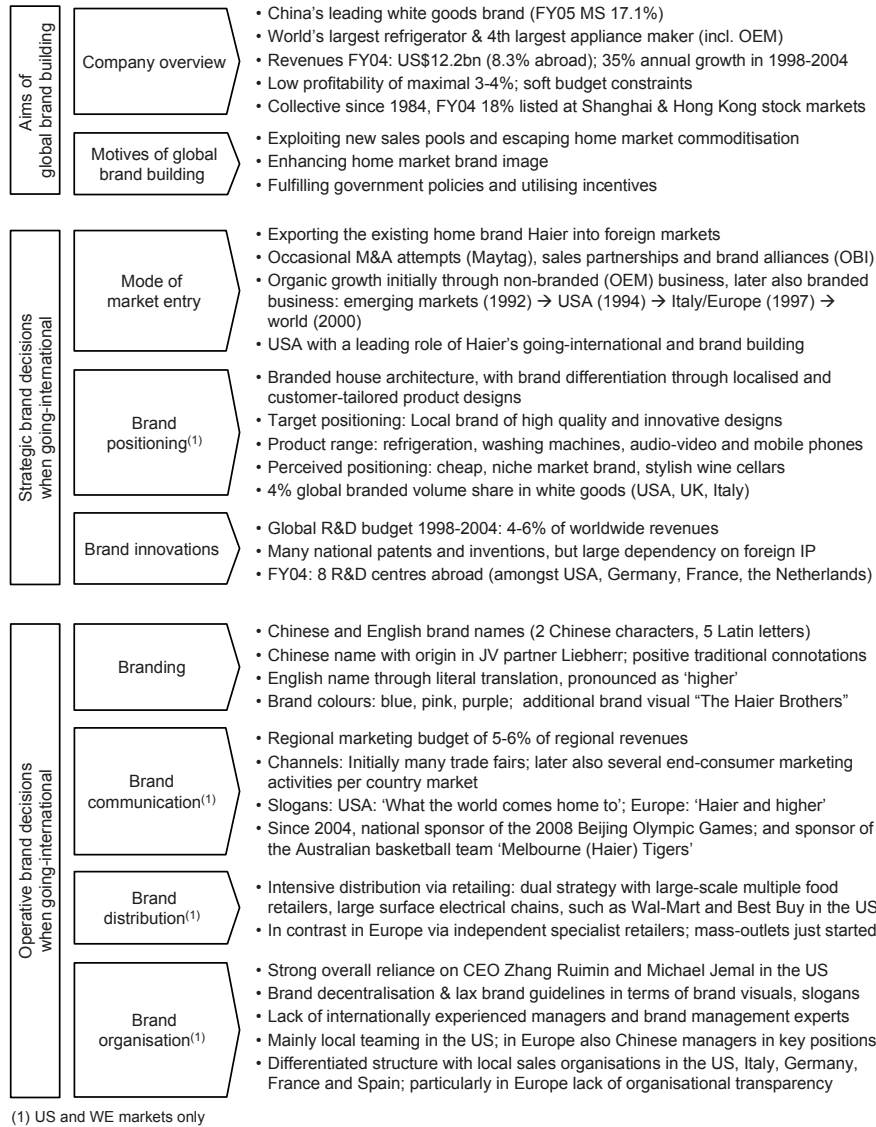 Aims of
global brand building
Company overview
• China's leading white goods brand (FY05 MS 17.1%)
• World's largest refrigerator & 4th largest appliance maker (incl. OEM)
• Revenues FY04: US$12.2bn (8.3% abroad); 35% annual growth in 1998-2004
• Low profitability of maximal 3-4%; soft budget constraints
• Collective since 1984, FY04 18% listed at Shanghai & Hong Kong stock markets
Motives of global
brand building
• Exploiting new sales pools and escaping home market commoditisation
• Enhancing home market brand image
• Fulfilling government policies and utilising incentives
Strategic brand decisions
when going-international
Mode of
market entry
• Exporting the existing home brand Haier into foreign markets
• Occasional M&A attempts (Maytag), sales partnerships and brand alliances (OBI)
• Organic growth initially through non-branded (OEM) business, later also branded
business: emerging markets (1992) → USA (1994) → Italy/Europe (1997) →
world (2000)
• USA with a leading role of Haier's going-international and brand building
Brand
positioning(1)
• Branded house architecture, with brand differentiation through localised and
customer-tailored product designs
• Target positioning: Local brand of high quality and innovative designs
• Product range: refrigeration, washing machines, audio-video and mobile phones
• Perceived positioning: cheap, niche market brand, stylish wine cellars
• 4% global branded volume share in white goods (USA, UK, Italy)
Brand innovations
• Global R&D budget 1998-2004: 4-6% of worldwide revenues
• Many national patents and inventions, but large dependency on foreign IP
• FY04: 8 R&D centres abroad (amongst USA, Germany, France, the Netherlands)
Operative brand decisions
when going-international
Branding
• Chinese and English brand names (2 Chinese characters, 5 Latin letters)
• Chinese name with origin in JV partner Liebherr; positive traditional connotations
• English name through literal translation, pronounced as 'higher'
• Brand colours: blue, pink, purple; additional brand visual "The Haier Brothers"
Brand
communication(1)
• Regional marketing budget of 5-6% of regional revenues
• Channels: Initially many trade fairs; later also several end-consumer marketing
activities per country market
• Slogans: USA: 'What the world comes home to'; Europe: 'Haier and higher'
• Since 2004, national sponsor of the 2008 Beijing Olympic Games; and sponsor of
the Australian basketball team 'Melbourne (Haier) Tigers'
Brand
distribution(1)
• Intensive distribution via retailing: dual strategy with large-scale multiple food
retailers, large surface electrical chains, such as Wal-Mart and Best Buy in the US
• In contrast in Europe via independent specialist retailers; mass-outlets just started
Brand
organisation(1)
• Strong overall reliance on CEO Zhang Ruimin and Michael Jemal in the US
• Brand decentralisation & lax brand guidelines in terms of brand visuals, slogans
• Lack of internationally experienced managers and brand management experts
• Mainly local teaming in the US; in Europe also Chinese managers in key positions
• Differentiated structure with local sales organisations in the US, Italy, Germany,
France and Spain; particularly in Europe lack of organisational transparency
(1) US and WE markets only